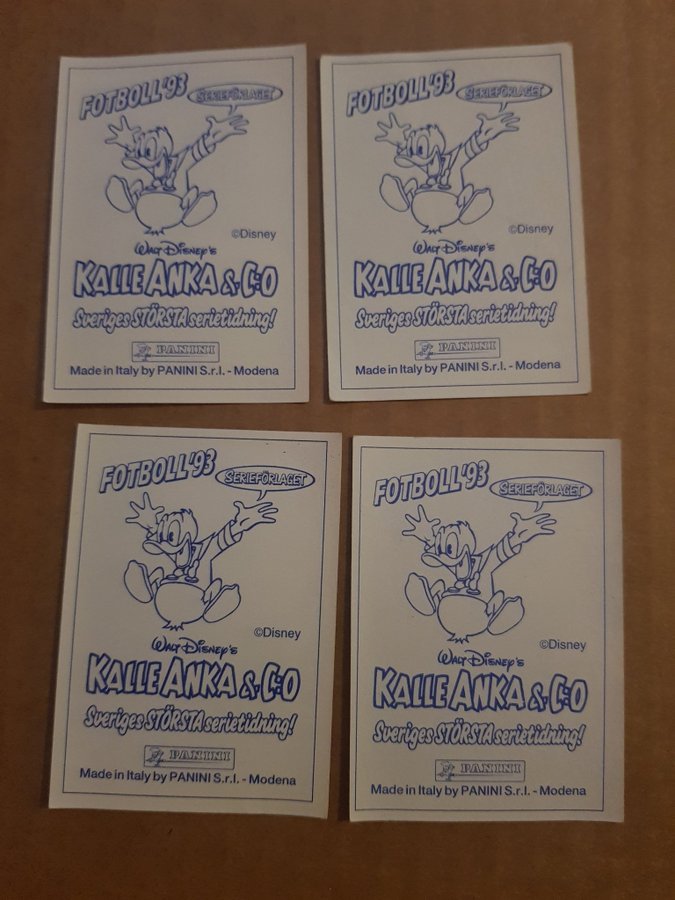 FOTBOLL'93
SERIEFÖRLAGET
©Disney
WALT DISNEY'S
KALLE ANKA & C:O
Sveriges STÖRSTA serietidning!
PANINI
Made in Italy by PANINI S.r.l. - Modena
FOTBOLL'93
SERIEFÖRLAGET
©Disney
WALT DISNEY'S
KALLE ANKA & C:O
Sveriges STÖRSTA serietidning!
PANINI
Made in Italy by PANINI S.r.l. - Modena
FOTBOLL'93
SERIEFÖRLAGET
©Disney
WALT DISNEY'S
KALLE ANKA & C:O
Sveriges STÖRSTA serietidning!
PANINI
Made in Italy by PANINI S.r.l. - Modena
FOTBOLL'93
SERIEFÖRLAGET
©Disney
WALT DISNEY'S
KALLE ANKA & C:O
Sveriges STÖRSTA serietidning!
PANINI
Made in Italy by PANINI S.r.l. - Modena